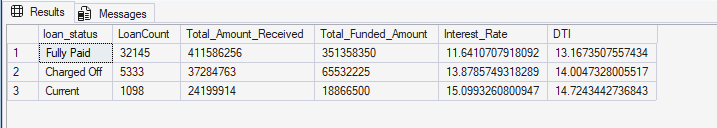 Results Messages
loan_status LoanCount Total_Amount_Received Total_Funded_Amount Interest_Rate DTI
1 Fully Paid 32145 411586256 351358350 11.6410707918092 13.1673507557434
2 Charged Off 5333 37284763 65532225 13.8785749318289 14.0047328005517
3 Current 1098 24199914 18866500 15.0993260800947 14.7243442736843